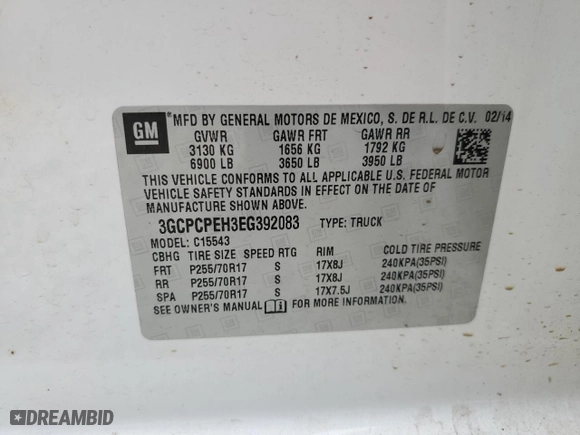 GM
MFD BY GENERAL MOTORS DE MEXICO, S. DE R.L. DE C.V. 02/14
GVWR GAWR FRT GAWR RR
3130 KG 1656 KG 1792 KG
6900 LB 3650 LB 3950 LB
THIS VEHICLE CONFORMS TO ALL APPLICABLE U.S. FEDERAL MOTOR
VEHICLE SAFETY STANDARDS IN EFFECT ON THE DATE OF
MANUFACTURE SHOWN ABOVE.
3GCPCPEH3EG392083 TYPE: TRUCK
MODEL: C15543
CBHG TIRE SIZE SPEED RTG RIM COLD TIRE PRESSURE
FRT P255/70R17 S 17X8J 240KPA(35PSI)
RR P255/70R17 S 17X8J 240KPA(35PSI)
SPA P255/70R17 S 17X7.5J 240KPA(35PSI)
SEE OWNER'S MANUAL FOR MORE INFORMATION.
DREAMBID